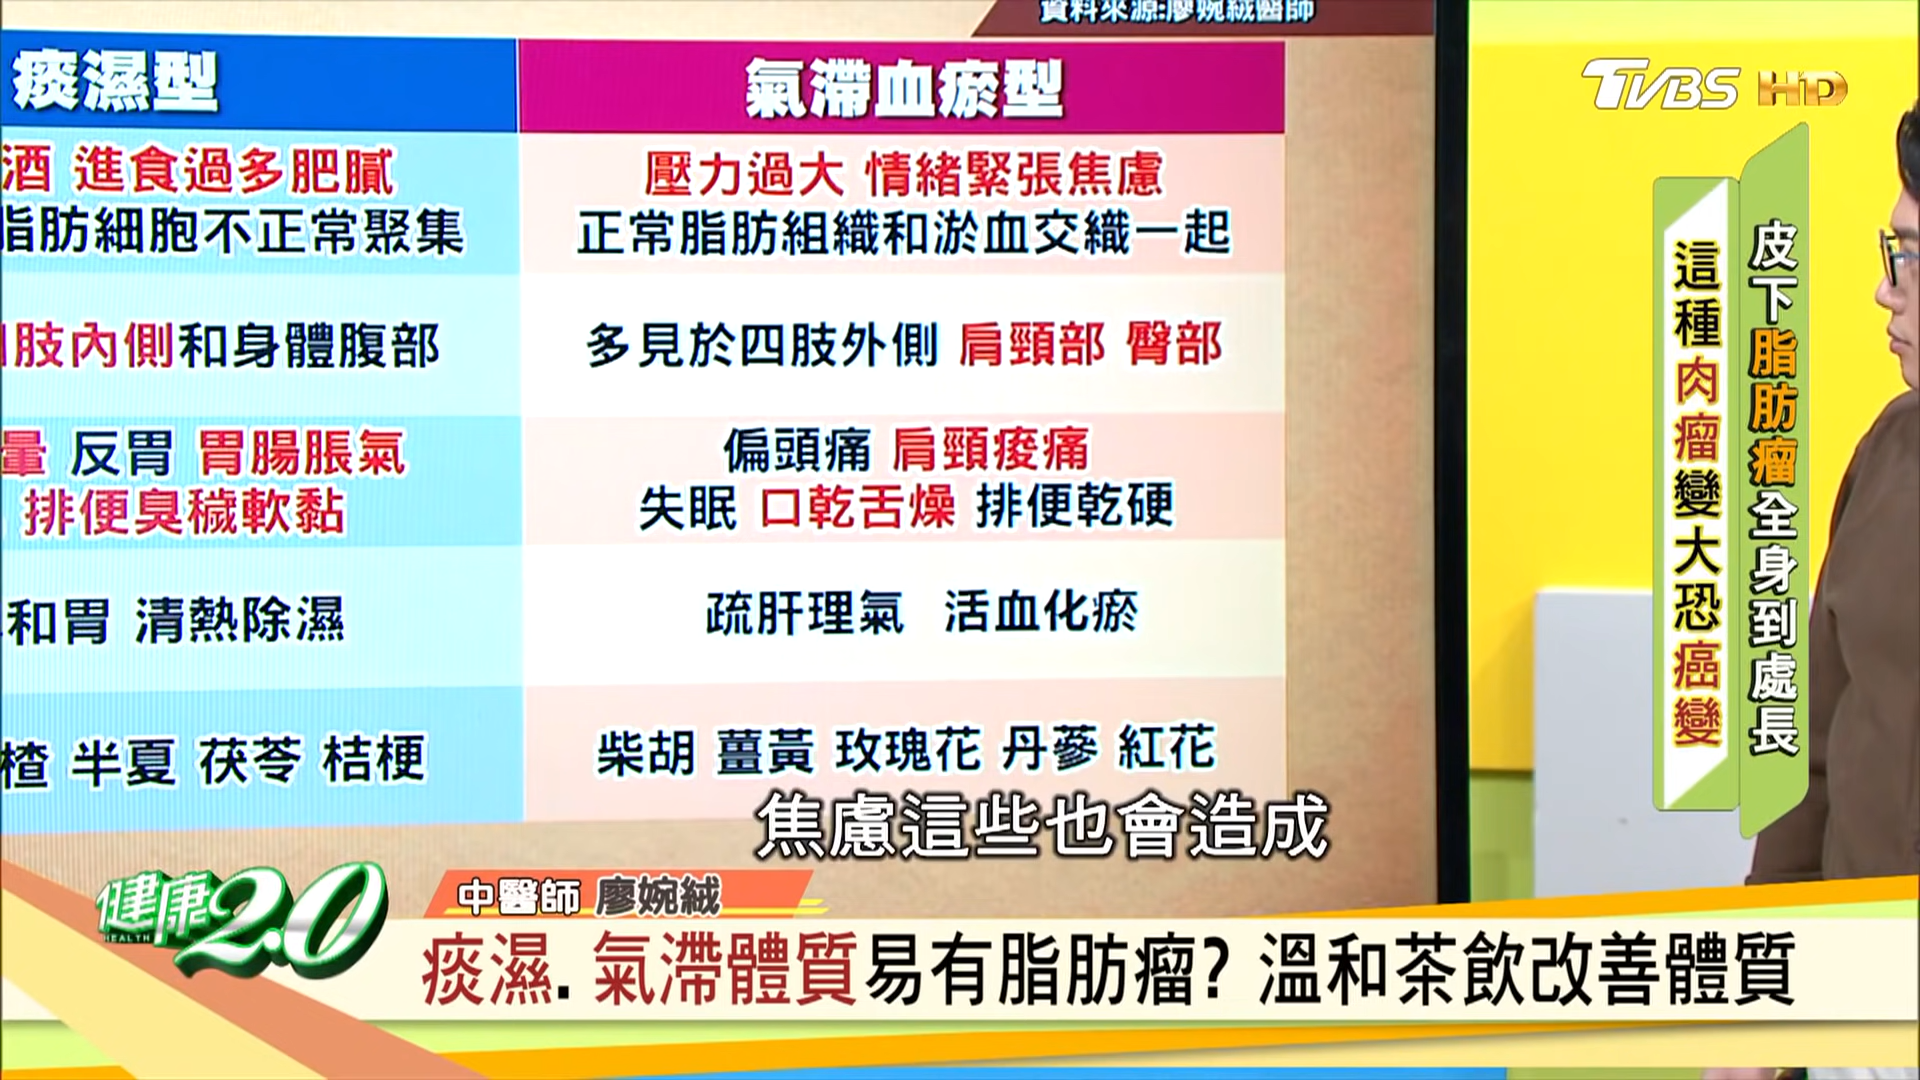 資料來源:廖婉絨醫師
TVBS HD
痰濕型
氣滯血瘀型
酒 進食過多肥膩
脂肪細胞不正常聚集
壓力過大 情緒緊張焦慮
正常脂肪組織和淤血交織一起
肢內側和身體腹部
多見於四肢外側 肩頸部 臀部
量 反胃 胃腸脹氣
排便臭穢軟黏
偏頭痛 肩頸痠痛
失眠 口乾舌燥 排便乾硬
和胃 清熱除濕
疏肝理氣 活血化瘀
楂 半夏 茯苓 桔梗
柴胡 薑黃 玫瑰花 丹蔘 紅花
皮下脂肪瘤全身到處長
這種肉瘤變大恐癌變
焦慮這些也會造成
健康2.0
HEALTH
中醫師 廖婉絨
痰濕.氣滯體質易有脂肪瘤? 溫和茶飲改善體質